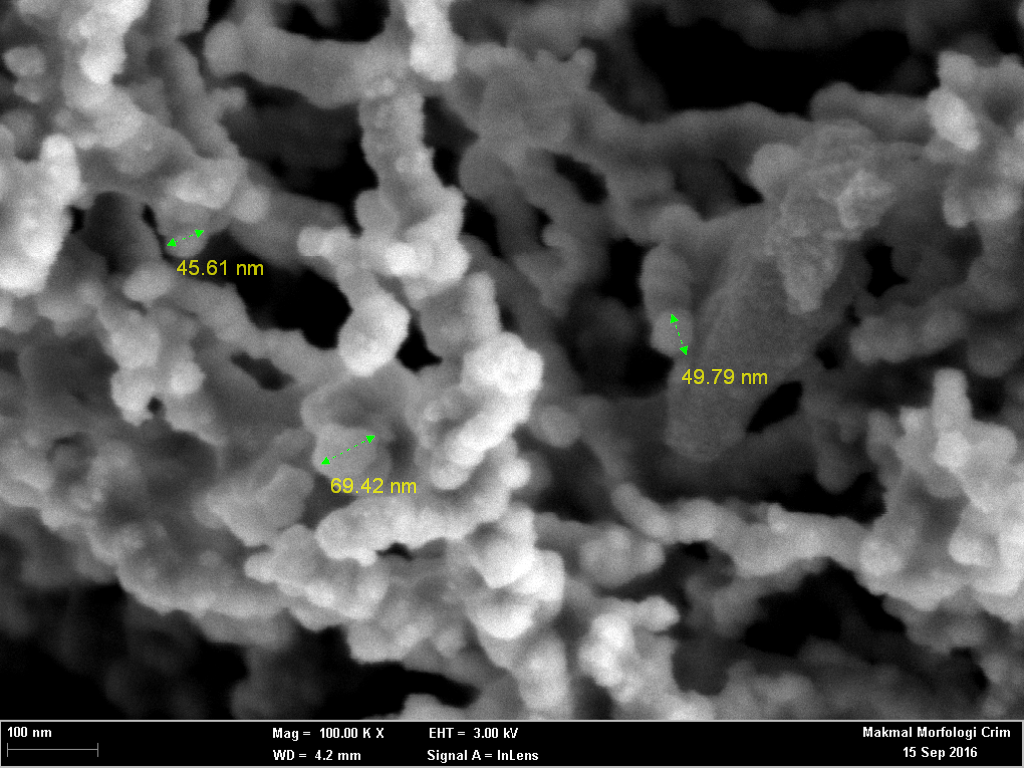 45.61 nm
49.79 nm
69.42 nm
100 nm
Mag = 100.00 K X
EHT = 3.00 kV
Makmal Morfologi Crim
WD = 4.2 mm
Signal A = InLens
15 Sep 2016